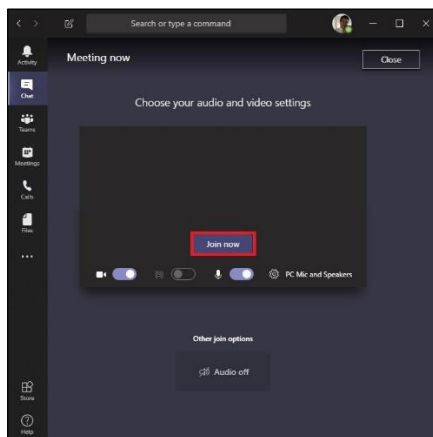 Search or type a command
Activity
Chat
Teams
Meetings
Calls
Files
Store
Help
Meeting now
Close
Choose your audio and video settings
Join now
PC Mic and Speakers
Other join options
Audio off